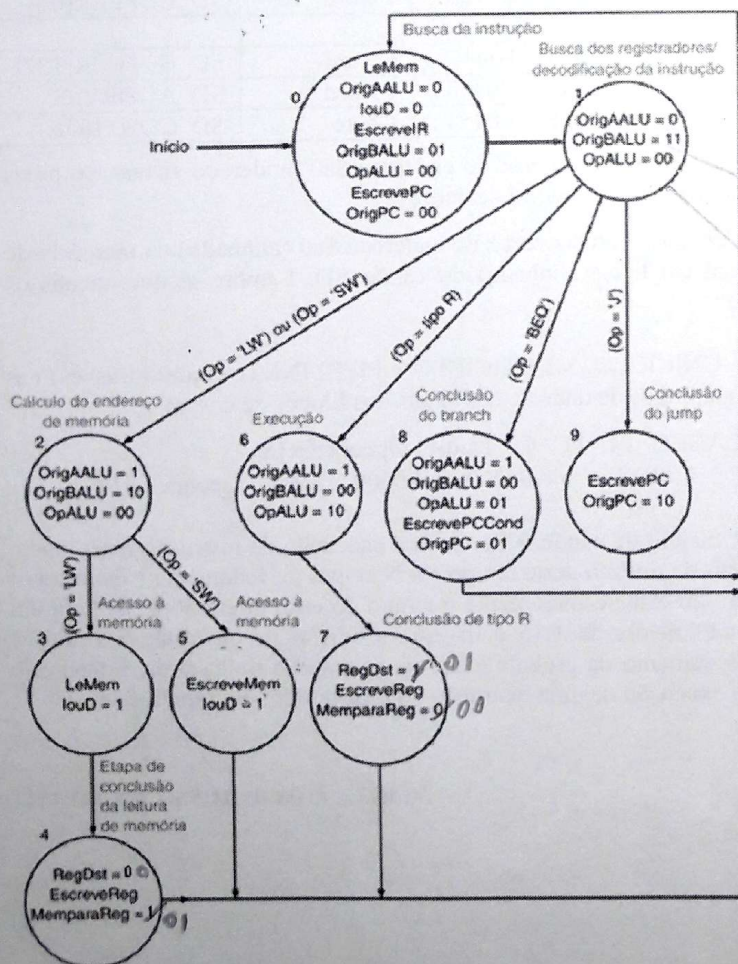 Busca da instrução
Busca dos registradores/
decodificação da instrução
0
LeMem
OrigAALU = 0
IouD = 0
EscreveIR
OrigBALU = 01
OpALU = 00
EscrevePC
OrigPC = 00
Início
1
OrigAALU = 0
OrigBALU = 11
OpALU = 00
(Op = 'LW') ou (Op = 'SW')
(Op = tipo R)
(Op = 'BEQ')
(Op = 'J')
Cálculo do endereço
de memória
2
OrigAALU = 1
OrigBALU = 10
OpALU = 00
Execução
6
OrigAALU = 1
OrigBALU = 00
OpALU = 10
Conclusão
do branch
8
OrigAALU = 1
OrigBALU = 00
OpALU = 01
EscrevePCCond
OrigPC = 01
Conclusão
do jump
9
EscrevePC
OrigPC = 10
(Op = 'LW')
(Op = 'SW')
Acesso à
memória
3
LeMem
IouD = 1
Acesso à
memória
5
EscreveMem
IouD = 1
Conclusão de tipo R
7
RegDst = 1 01
EscreveReg
MemparaReg = 0 00
Etapa de
conclusão
da leitura
de memória
4
RegDst = 0 0
EscreveReg
MemparaReg = 1 01